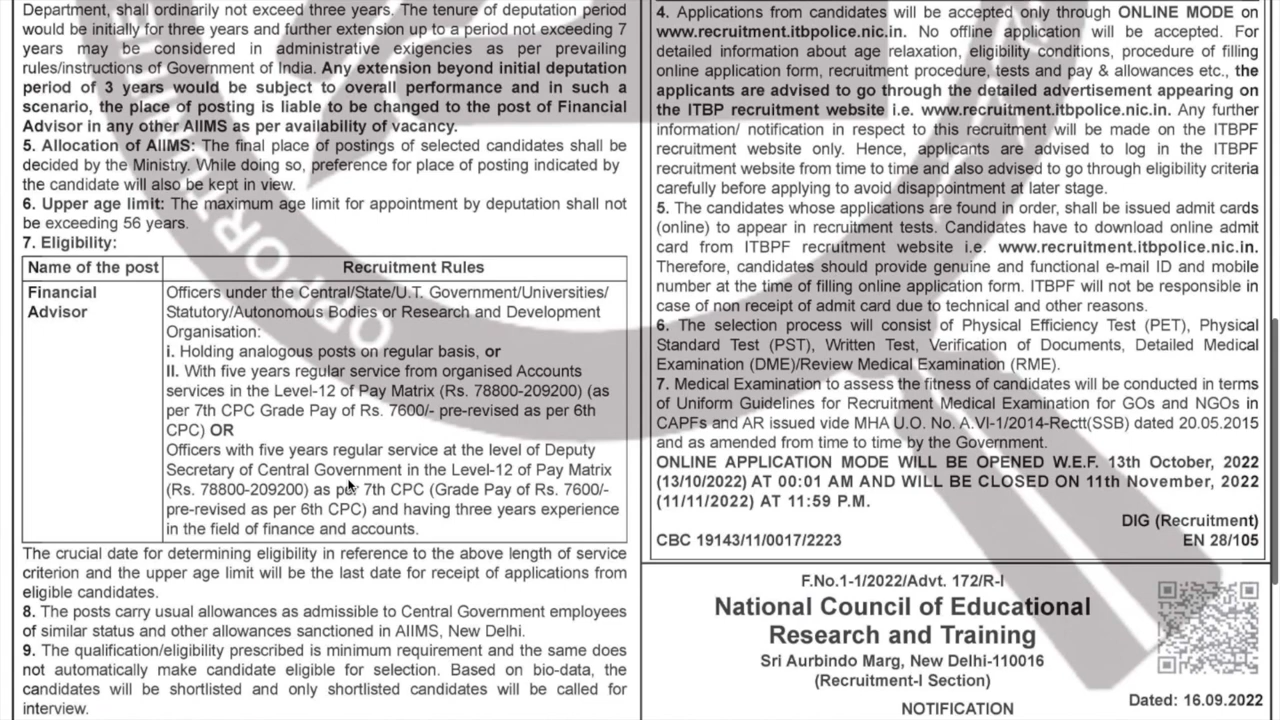 Department, shall ordinarily not exceed three years. The tenure of deputation period
would be initially for three years and further extension up to a period not exceeding 7
years may be considered in administrative exigencies as per prevailing
rules/instructions of Government of India. Any extension beyond initial deputation
period of 3 years would be subject to overall performance and in such a
scenario, the place of posting is liable to be changed to the post of Financial
Advisor in any other AIIMS as per availability of vacancy.
5. Allocation of AIIMS: The final place of postings of selected candidates shall be
decided by the Ministry. While doing so, preference for place of posting indicated by
the candidate will also be kept in view.
6. Upper age limit: The maximum age limit for appointment by deputation shall not
be exceeding 56 years.
7. Eligibility:
Name of the post
Recruitment Rules
Financial
Advisor
Officers under the Central/State/U.T. Government/Universities/
Statutory/Autonomous Bodies or Research and Development
Organisation:
i. Holding analogous posts on regular basis, or
II. With five years regular service from organised Accounts
services in the Level-12 of Pay Matrix (Rs. 78800-209200) (as
per 7th CPC Grade Pay of Rs. 7600/- pre-revised as per 6th
CPC) OR
Officers with five years regular service at the level of Deputy
Secretary of Central Government in the Level-12 of Pay Matrix
(Rs. 78800-209200) as per 7th CPC (Grade Pay of Rs. 7600/-
pre-revised as per 6th CPC) and having three years experience
in the field of finance and accounts.
The crucial date for determining eligibility in reference to the above length of service
criterion and the upper age limit will be the last date for receipt of applications from
eligible candidates.
8. The posts carry usual allowances as admissible to Central Government employees
of similar status and other allowances sanctioned in AIIMS, New Delhi.
9. The qualification/eligibility prescribed is minimum requirement and the same does
not automatically make candidate eligible for selection. Based on bio-data, the
candidates will be shortlisted and only shortlisted candidates will be called for
interview.
4. Applications from candidates will be accepted only through ONLINE MODE on
www.recruitment.itbpolice.nic.in. No offline application will be accepted. For
detailed information about age relaxation, eligibility conditions, procedure of filling
online application form, recruitment procedure, tests and pay & allowances etc., the
applicants are advised to go through the detailed advertisement appearing on
the ITBP recruitment website i.e. www.recruitment.itbpolice.nic.in. Any further
information/ notification in respect to this recruitment will be made on the ITBPF
recruitment website only. Hence, applicants are advised to log in the ITBPF
recruitment website from time to time and also advised to go through eligibility criteria
carefully before applying to avoid disappointment at later stage.
5. The candidates whose applications are found in order, shall be issued admit cards
(online) to appear in recruitment tests. Candidates have to download online admit
card from ITBPF recruitment website i.e. www.recruitment.itbpolice.nic.in.
Therefore, candidates should provide genuine and functional e-mail ID and mobile
number at the time of filling online application form. ITBPF will not be responsible in
case of non receipt of admit card due to technical and other reasons.
6. The selection process will consist of Physical Efficiency Test (PET), Physical
Standard Test (PST), Written Test, Verification of Documents, Detailed Medical
Examination (DME)/Review Medical Examination (RME).
7. Medical Examination to assess the fitness of candidates will be conducted in terms
of Uniform Guidelines for Recruitment Medical Examination for GOs and NGOs in
CAPFs and AR issued vide MHA U.O. No. A.VI-1/2014-Rectt(SSB) dated 20.05.2015
and as amended from time to time by the Government.
ONLINE APPLICATION MODE WILL BE OPENED W.E.F. 13th October, 2022
(13/10/2022) AT 00:01 AM AND WILL BE CLOSED ON 11th November, 2022
(11/11/2022) AT 11:59 P.M.
DIG (Recruitment)
CBC 19143/11/0017/2223
EN 28/105
F.No.1-1/2022/Advt. 172/R-I
National Council of Educational
Research and Training
Sri Aurbindo Marg, New Delhi-110016
(Recruitment-I Section)
Dated: 16.09.2022
NOTIFICATION